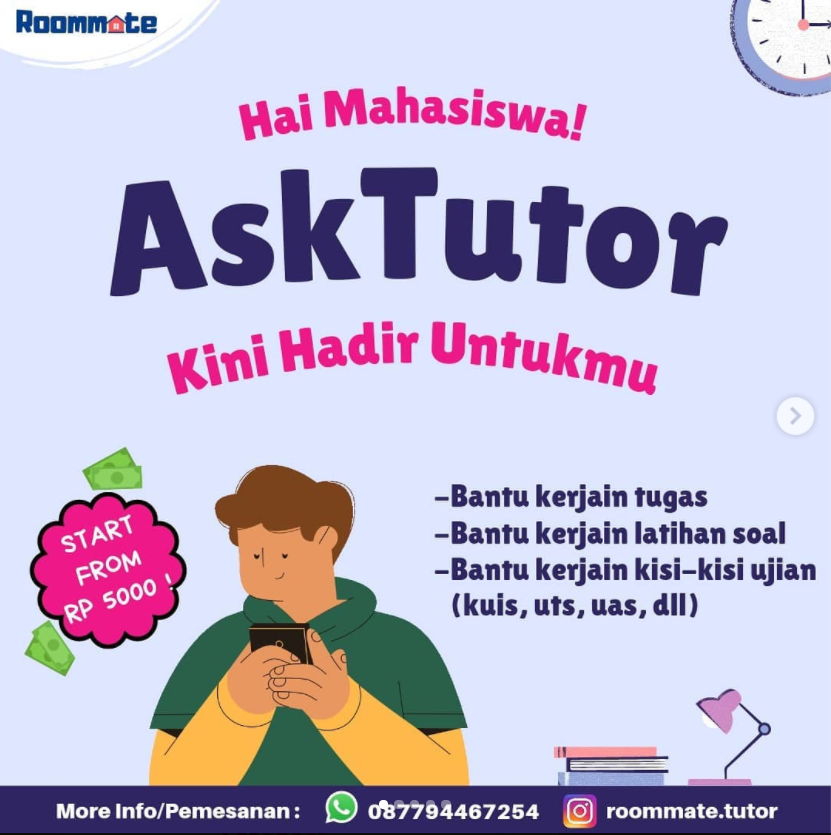 Roommate
Hai Mahasiswa!
AskTutor
Kini Hadir Untukmu
START
FROM
RP 5000 !
-Bantu kerjain tugas
-Bantu kerjain latihan soal
-Bantu kerjain kisi-kisi ujian
(kuis, uts, uas, dll)
More Info/Pemesanan : 087794467254 roommate.tutor